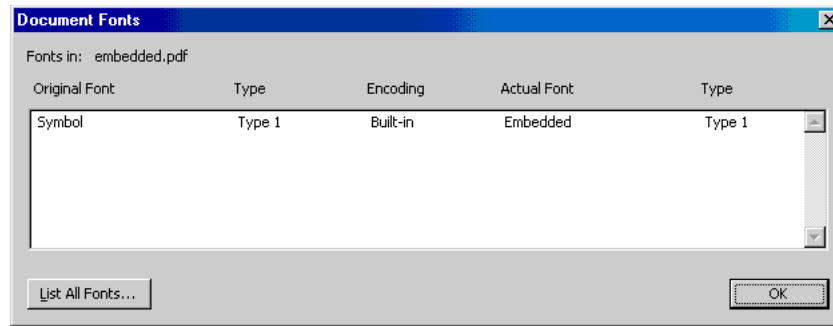 Document Fonts
Fonts in: embedded.pdf
Original Font Type Encoding Actual Font Type
Symbol Type 1 Built-in Embedded Type 1
List All Fonts... OK